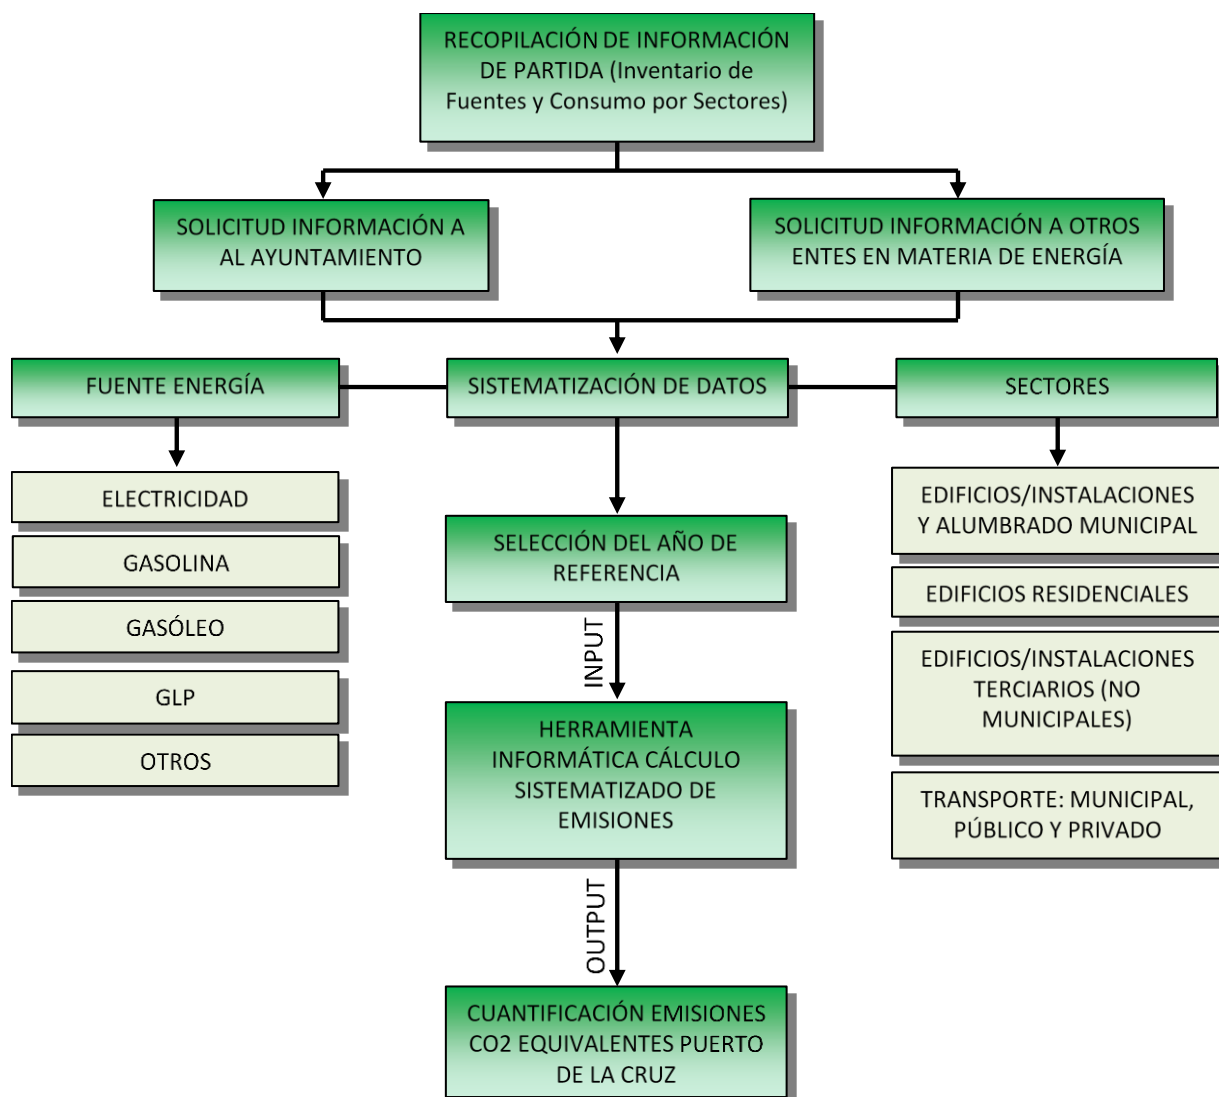 RECOPILACIÓN DE INFORMACIÓN
DE PARTIDA (Inventario de
Fuentes y Consumo por Sectores)
SOLICITUD INFORMACIÓN A
AL AYUNTAMIENTO
SOLICITUD INFORMACIÓN A OTROS
ENTES EN MATERIA DE ENERGÍA
FUENTE ENERGÍA
SISTEMATIZACIÓN DE DATOS
SECTORES
ELECTRICIDAD
GASOLINA
GASÓLEO
GLP
OTROS
SELECCIÓN DEL AÑO DE
REFERENCIA
INPUT
HERRAMIENTA
INFORMÁTICA CÁLCULO
SISTEMATIZADO DE
EMISIONES
OUTPUT
CUANTIFICACIÓN EMISIONES
CO2 EQUIVALENTES PUERTO
DE LA CRUZ
EDIFICIOS/INSTALACIONES
Y ALUMBRADO MUNICIPAL
EDIFICIOS RESIDENCIALES
EDIFICIOS/INSTALACIONES
TERCIARIOS (NO
MUNICIPALES)
TRANSPORTE: MUNICIPAL,
PÚBLICO Y PRIVADO